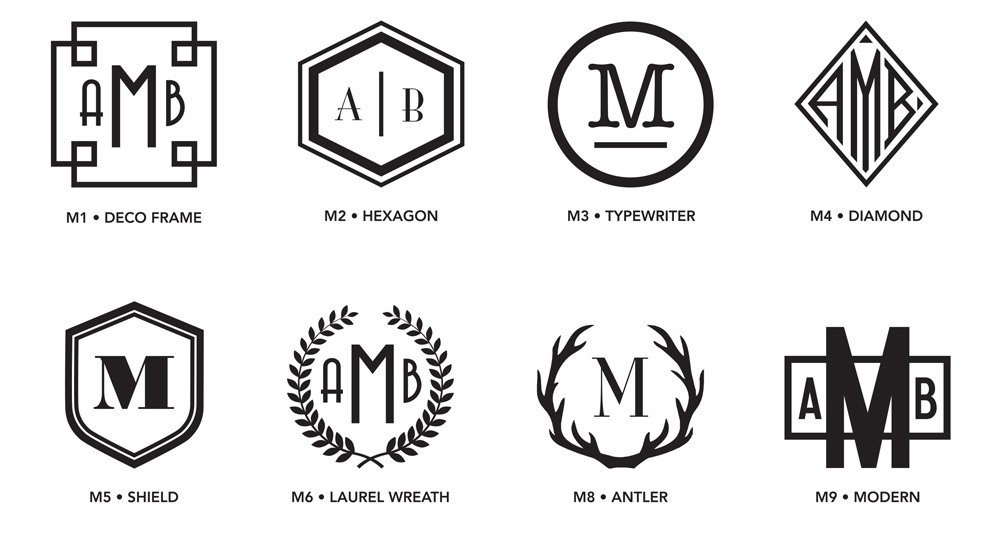 AMB
A | B
M
AMB
M1 • DECO FRAME
M2 • HEXAGON
M3 • TYPEWRITER
M4 • DIAMOND
M
AMB
M
AMB
M5 • SHIELD
M6 • LAUREL WREATH
M8 • ANTLER
M9 • MODERN